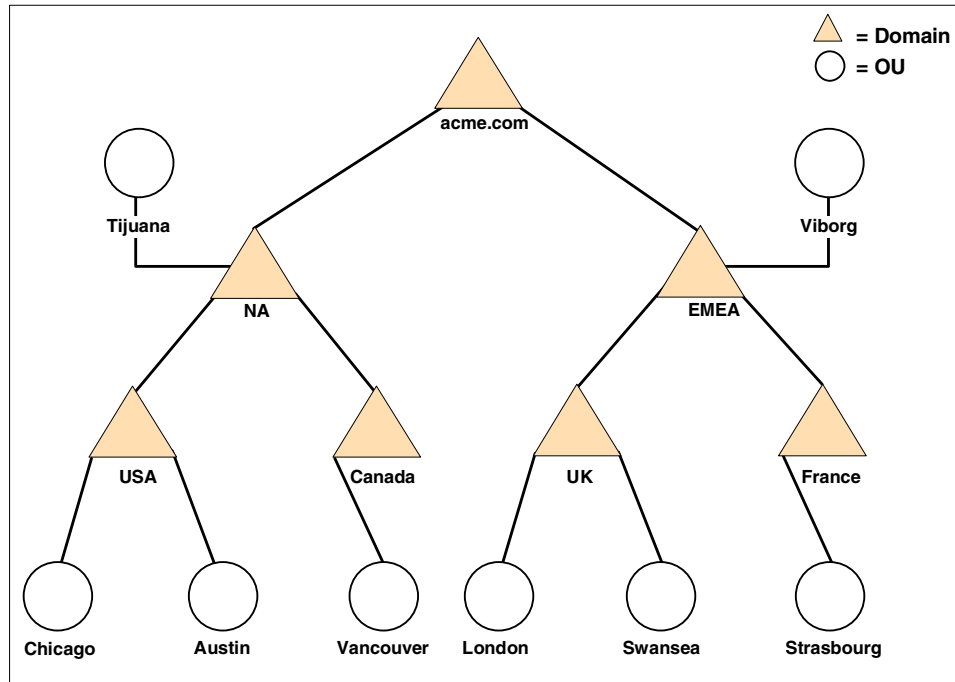 = Domain
= OU
acme.com
Tijuana
Viborg
NA
EMEA
USA
Canada
UK
France
Chicago
Austin
Vancouver
London
Swansea
Strasbourg